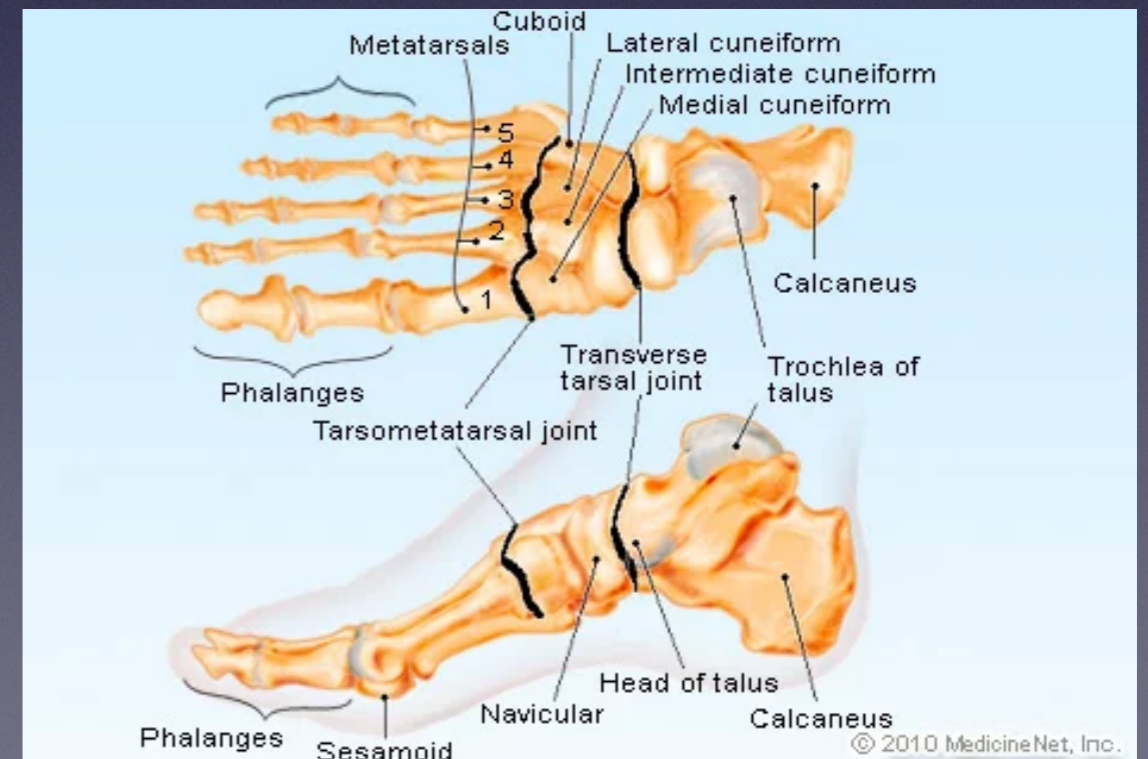 Cuboid
Metatarsals
Lateral cuneiform
Intermediate cuneiform
Medial cuneiform
5
4
3
2
1
Calcaneus
Phalanges
Transverse
tarsal joint
Trochlea of
talus
Tarsometatarsal joint
Head of talus
Navicular
Calcaneus
Phalanges
Sesamoid
© 2010 MedicineNet, Inc.